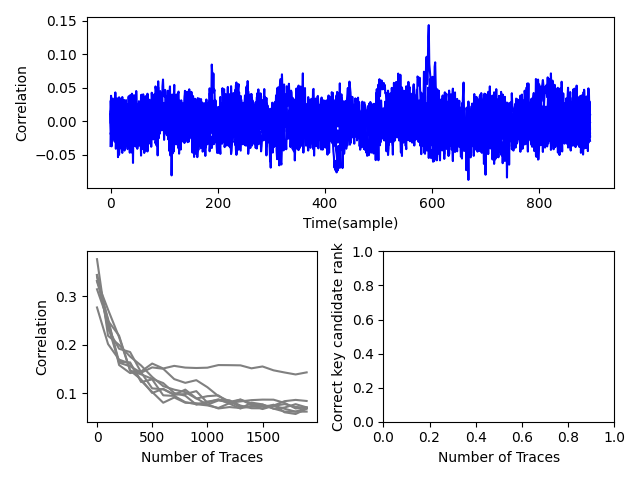 0.15
0.10
0.05
0.00
−0.05
Correlation
0 200 400 600 800
Time(sample)
0.3
0.2
0.1
Correlation
0 500 1000 1500
Number of Traces
1.0
0.8
0.6
0.4
0.2
0.0
Correct key candidate rank
0.0 0.2 0.4 0.6 0.8 1.0
Number of Traces